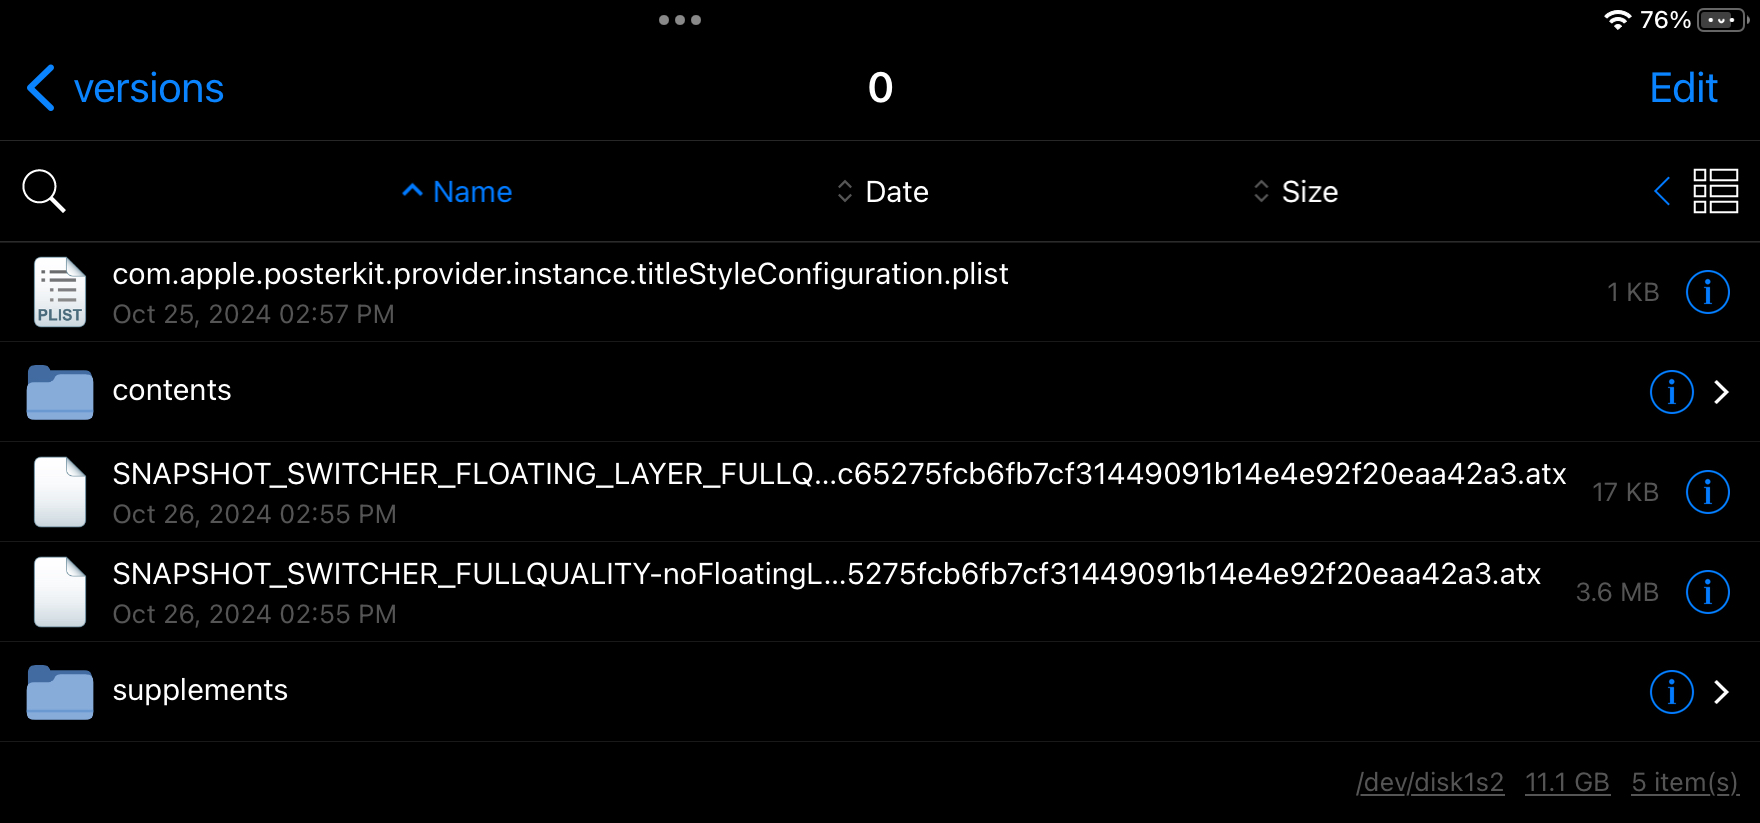 76%
versions
0
Edit
Name
Date
Size
com.apple.posterkit.provider.instance.titleStyleConfiguration.plist
Oct 25, 2024 02:57 PM
1 KB
PLIST
contents
SNAPSHOT_SWITCHER_FLOATING_LAYER_FULLQ...c65275fcb6fb7cf31449091b14e4e92f20eaa42a3.atx
Oct 26, 2024 02:55 PM
17 KB
SNAPSHOT_SWITCHER_FULLQUALITY-noFloatingL...5275fcb6fb7cf31449091b14e4e92f20eaa42a3.atx
Oct 26, 2024 02:55 PM
3.6 MB
supplements
/dev/disk1s2 11.1 GB 5 item(s)